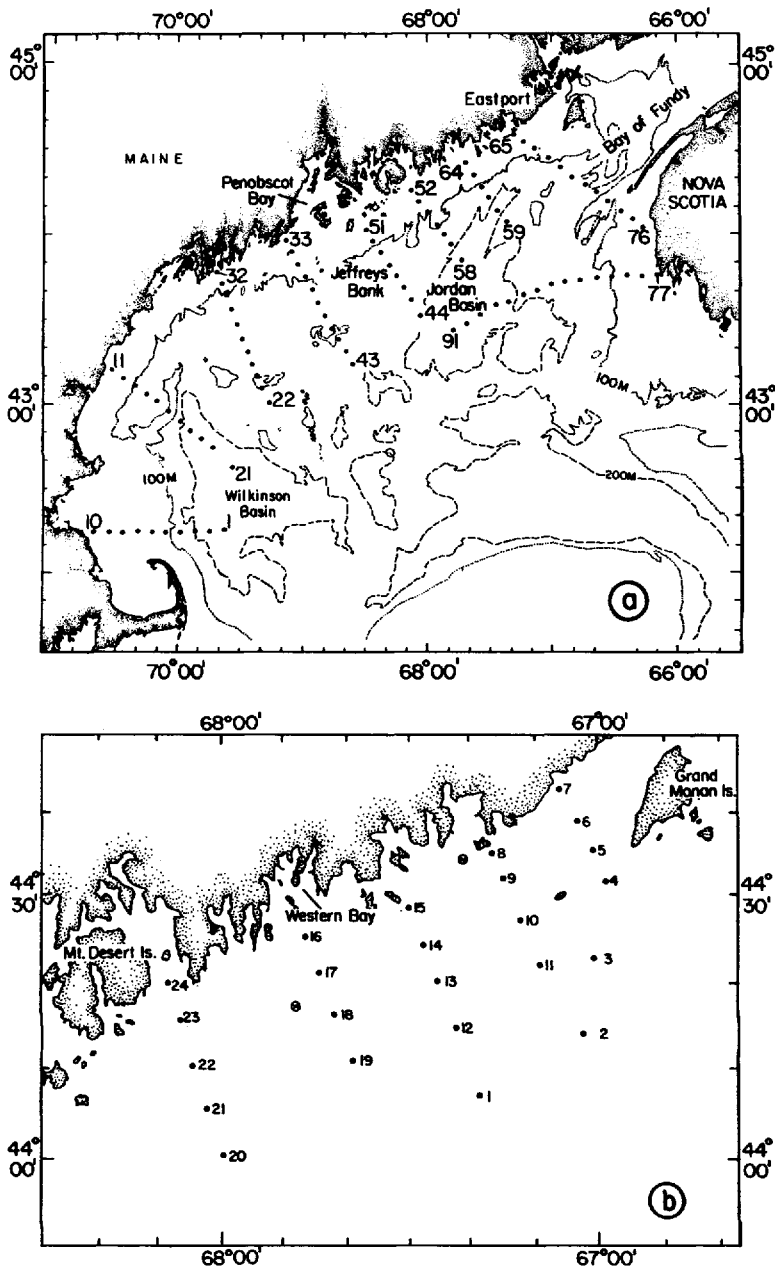 70°00' 68°00' 66°00'
45°00' 45°00'
Eastport
Bay of Fundy
MAINE
65
Penobscot Bay
64
NOVA SCOTIA
52
51
33
59
76
32
58
Jeffreys Bank
Jordan Basin
77
44
91
11
43
100M
43°00' 43°00'
22
21
100M
200M
Wilkinson Basin
10 1
a
70°00' 68°00' 66°00'
68°00' 67°00'
Grand Manan Is.
7
6
8 5
9 4
44°30' 44°30'
15
Western Bay
10
16 14
Mt. Desert Is.
11 3
17
24 13
18
23 12 2
22 19
21 1
20
44°00' 44°00'
b
68°00' 67°00'